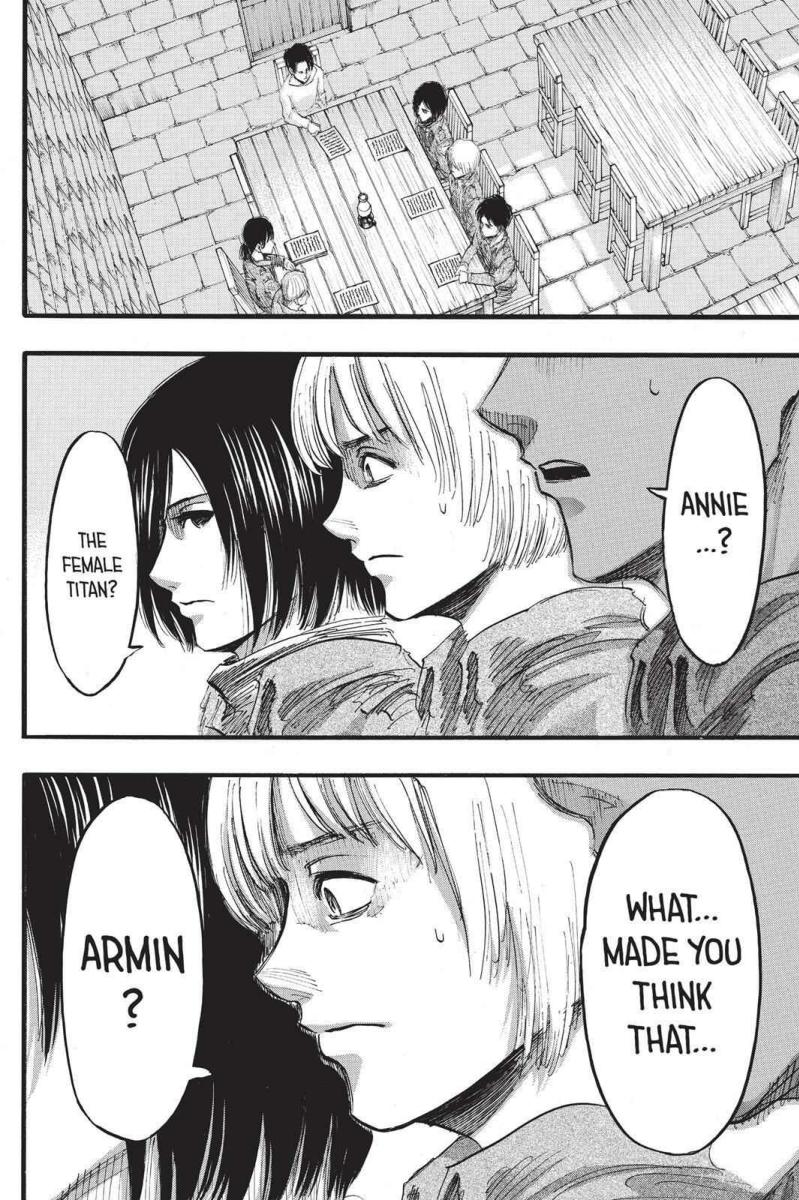 ANNIE
...?
THE
FEMALE
TITAN?
WHAT...
MADE YOU
THINK
THAT...
ARMIN
?